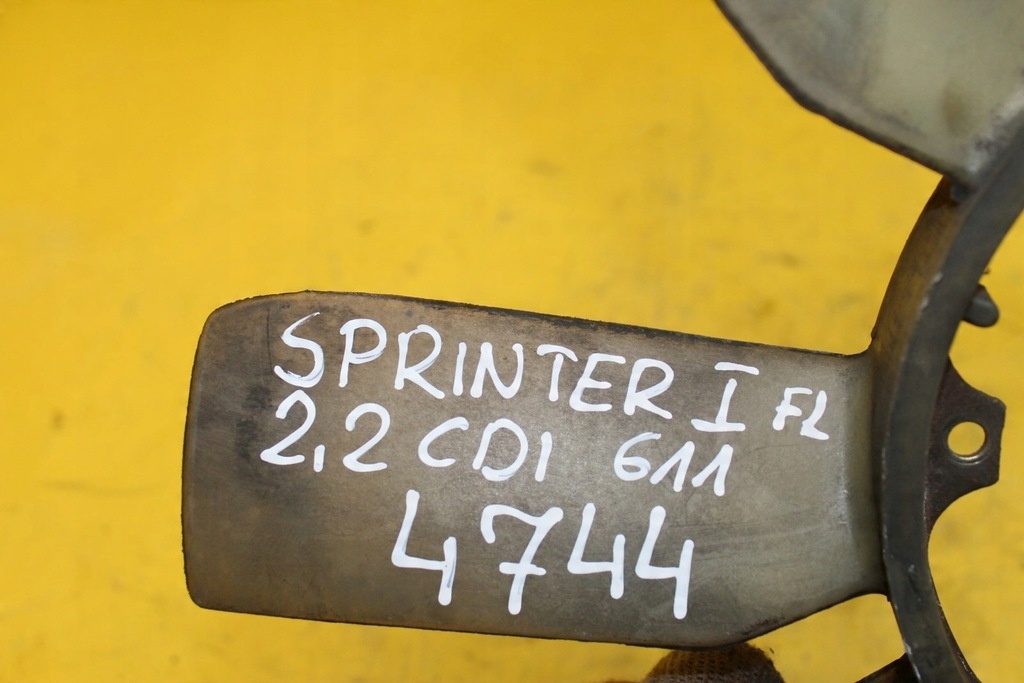 SPRINTER I FL
2,2 CDI 611
4744